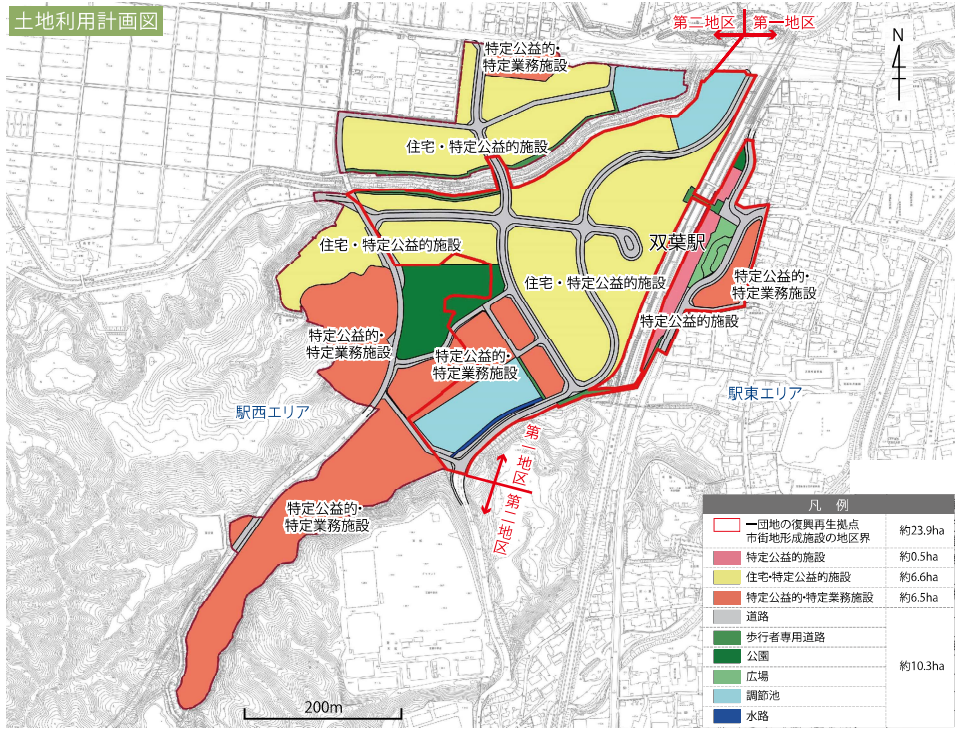 土地利用計画図
第二地区
第一地区
N
特定公益的・
特定業務施設
住宅・特定公益的施設
双葉駅
住宅・特定公益的施設
住宅・特定公益的施設
特定公益的・
特定業務施設
特定公益的施設
特定公益的・
特定業務施設
特定公益的・
特定業務施設
駅西エリア
駅東エリア
第一地区
第二地区
特定公益的・
特定業務施設
200m
凡 例
一団地の復興再生拠点
市街地形成施設の地区界
約23.9ha
特定公益的施設
約0.5ha
住宅・特定公益的施設
約6.6ha
特定公益的・特定業務施設
約6.5ha
道路
歩行者専用道路
公園
広場
調節池
水路
約10.3ha